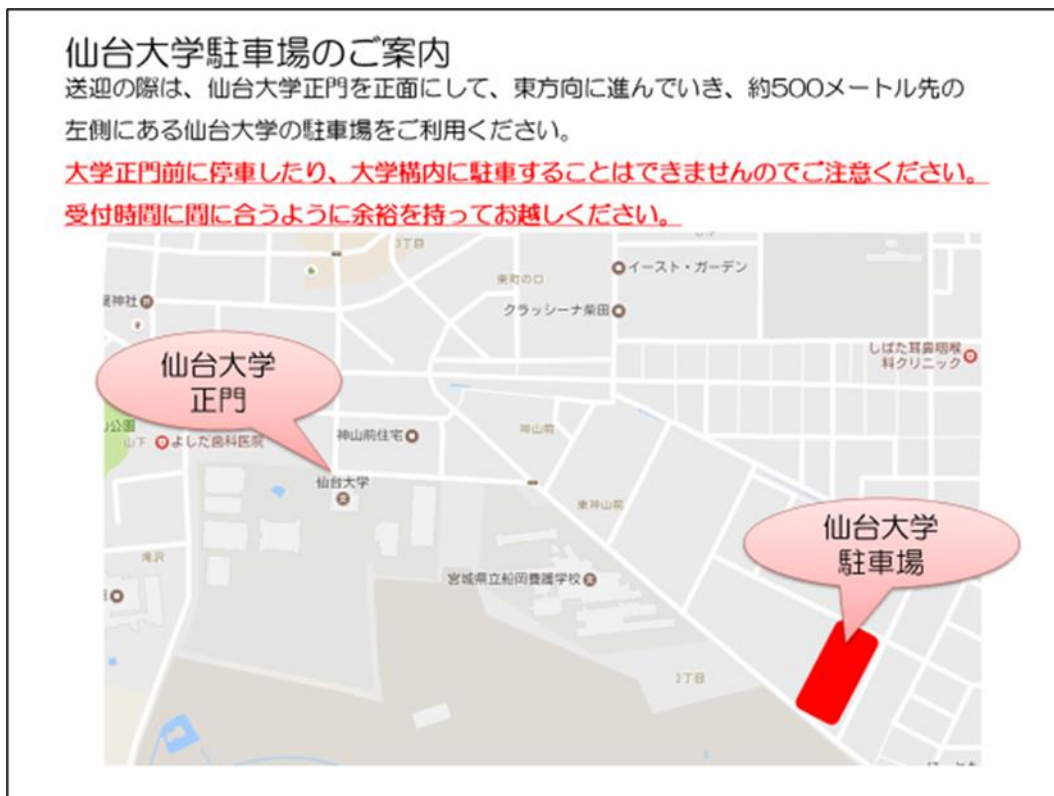 仙台大学駐車場のご案内
送迎の際は、仙台大学正門を正面にして、東方向に進んでいき、約500メートル先の
左側にある仙台大学の駐車場をご利用ください。
大学正門前に停車したり、大学構内に駐車することはできませんのでご注意ください。
受付時間に間に合うように余裕を持ってお越しください。
3丁目
東町の口
イースト・ガーデン
クラッシーナ柴田
神社
しばた耳鼻咽喉
科クリニック
仙台大学
正門
公園
山下
よしだ歯科医院
神山前住宅
神山前
仙台大学
東神山前
仙台大学
駐車場
滝沢
宮城県立船岡養護学校
2丁目